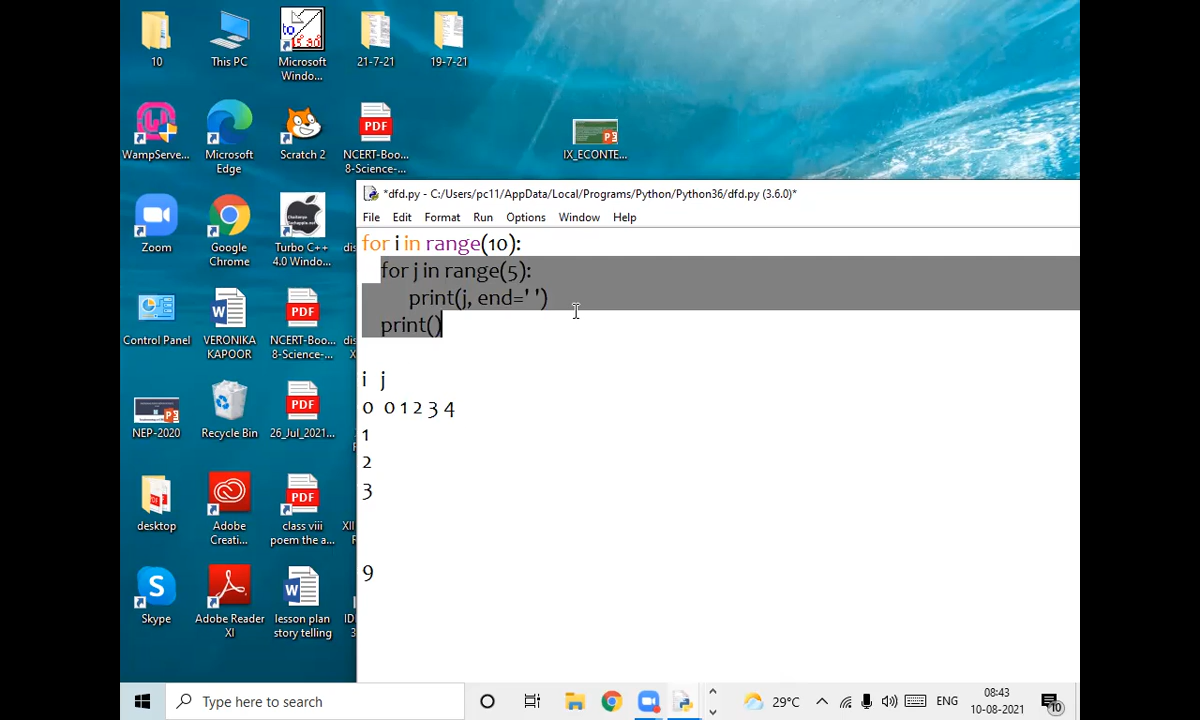 10
This PC
Microsoft
Windo...
21-7-21
19-7-21
WampServe...
Microsoft
Edge
Scratch 2
PDF
NCERT-Boo...
8-Science-...
IX_ECONTE...
Zoom
Google
Chrome
Turbo C++
4.0 Windo...
Control Panel
VERONIKA
KAPOOR
PDF
NCERT-Boo...
8-Science-...
NEP-2020
Recycle Bin
PDF
26_Jul_2021...
desktop
Adobe
Creati...
PDF
class viii
poem the a...
XII
Skype
Adobe Reader
XI
lesson plan
story telling
*dfd.py - C:/Users/pc11/AppData/Local/Programs/Python/Python36/dfd.py (3.6.0)*
File Edit Format Run Options Window Help
for i in range(10):
for j in range(5):
print(j, end=' ')
print()
i j
0 0 1 2 3 4
1
2
3
9
Type here to search
29°C
ENG
08:43
10-08-2021
10